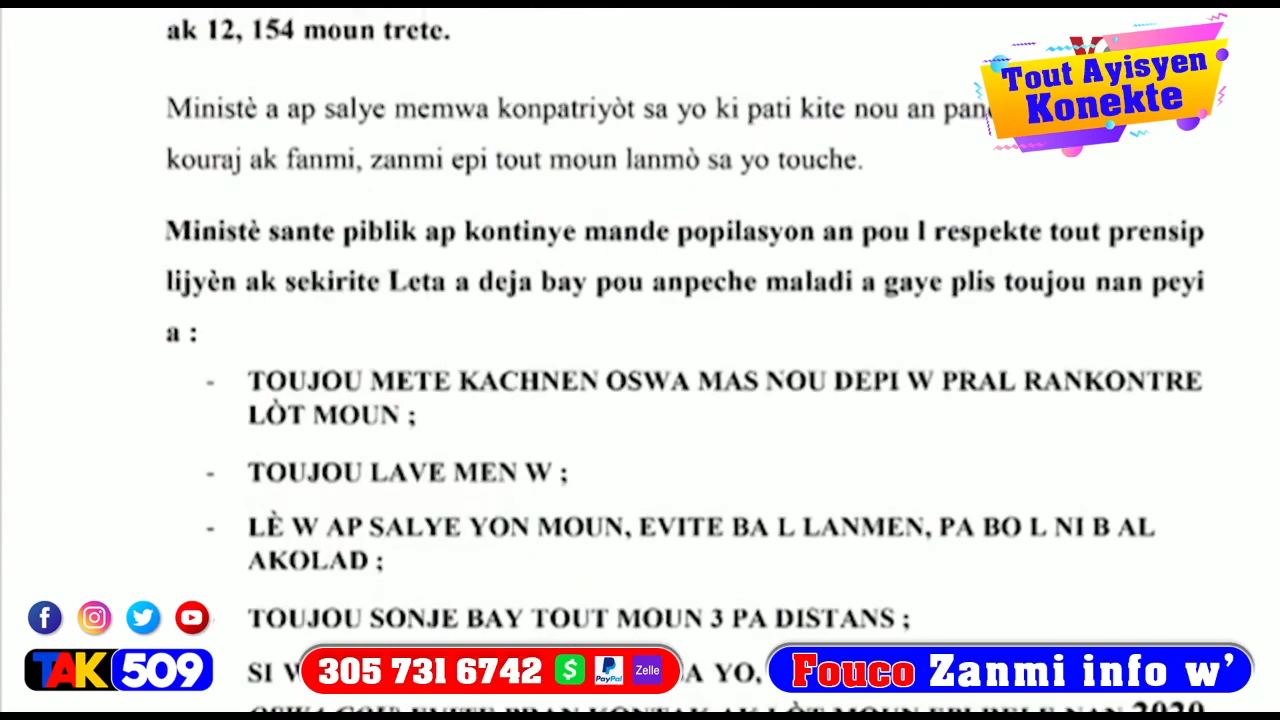 ak 12, 154 moun trete.
Ministè a ap salye memwa konpatriyòt sa yo ki pati kite nou an
kouraj ak fanmi, zanmi epi tout moun lanmò sa yo touche.
Ministè sante piblik ap kontinye mande popilasyon an pou l respekte tout prensip
lijyèn ak sekirite Leta a deja bay pou anpeche maladi a gaye plis toujou nan peyi
a :
- TOUJOU METE KACHNEN OSWA MAS NOU DEPI W PRAL RANKONTRE
LÒT MOUN ;
- TOUJOU LAVE MEN W ;
- LÈ W AP SALYE YON MOUN, EVITE BA L LANMEN, PA BO L NI B AL
AKOLAD ;
TOUJOU SONJE BAY TOUT MOUN 3 PA DISTANS ;
SI W YO,
2020
Tout Ayisyen
Konekte
TAK 509
305 731 6742 $ PayPal Zelle
Fouco Zanmi info w'